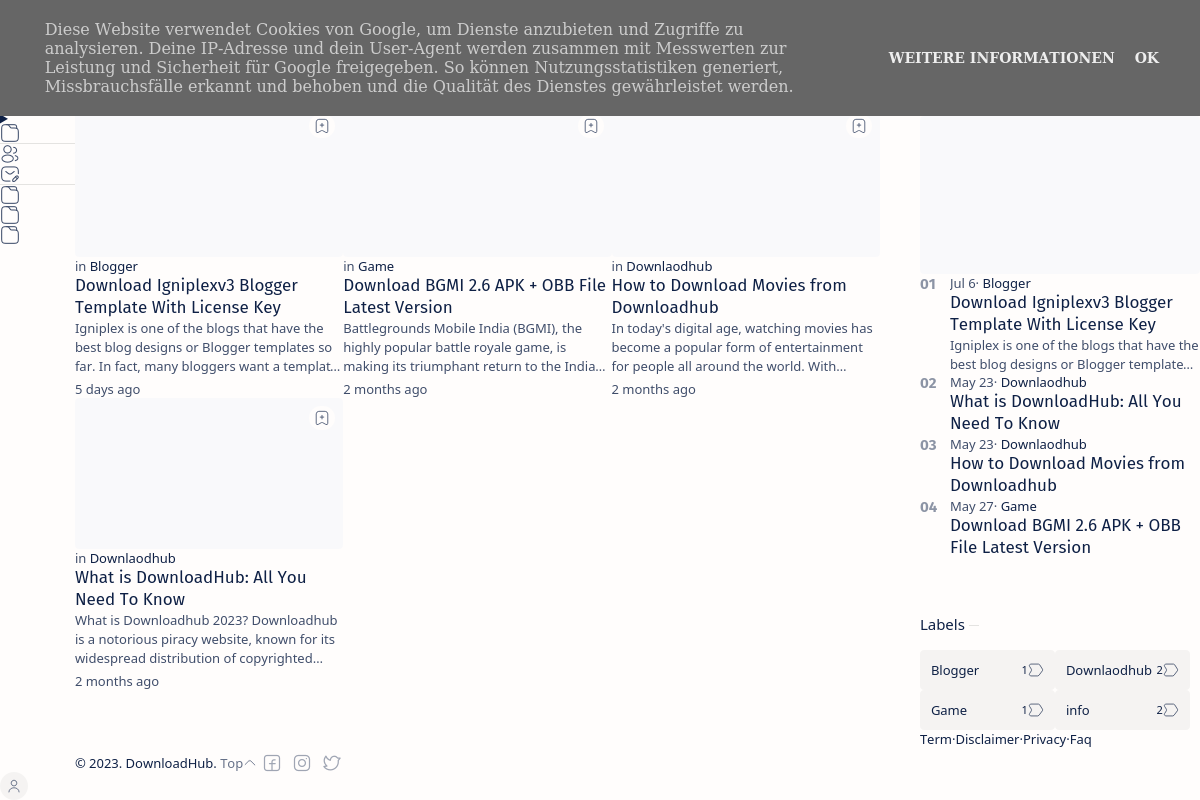 Diese Website verwendet Cookies von Google, um Dienste anzubieten und Zugriffe zu
analysieren. Deine IP-Adresse und dein User-Agent werden zusammen mit Messwerten zur
Leistung und Sicherheit für Google freigegeben. So können Nutzungsstatistiken generiert,
Missbrauchsfälle erkannt und behoben und die Qualität des Dienstes gewährleistet werden.
WEITERE INFORMATIONEN OK
in Blogger
Download Igniplexv3 Blogger
Template With License Key
Igniplex is one of the blogs that have the
best blog designs or Blogger templates so
far. In fact, many bloggers want a templat…
5 days ago
in Game
Download BGMI 2.6 APK + OBB File
Latest Version
Battlegrounds Mobile India (BGMI), the
highly popular battle royale game, is
making its triumphant return to the India…
2 months ago
in Downlaodhub
How to Download Movies from
Downloadhub
In today's digital age, watching movies has
become a popular form of entertainment
for people all around the world. With…
2 months ago
in Downlaodhub
What is DownloadHub: All You
Need To Know
What is Downloadhub 2023? Downloadhub
is a notorious piracy website, known for its
widespread distribution of copyrighted…
2 months ago
01 Jul 6· Blogger
Download Igniplexv3 Blogger
Template With License Key
Igniplex is one of the blogs that have the
best blog designs or Blogger template…
02 May 23· Downlaodhub
What is DownloadHub: All You
Need To Know
03 May 23· Downlaodhub
How to Download Movies from
Downloadhub
04 May 27· Game
Download BGMI 2.6 APK + OBB
File Latest Version
Labels
Blogger 1
Downlaodhub 2
Game 1
info 2
Term·Disclaimer·Privacy·Faq
© 2023. DownloadHub. Top